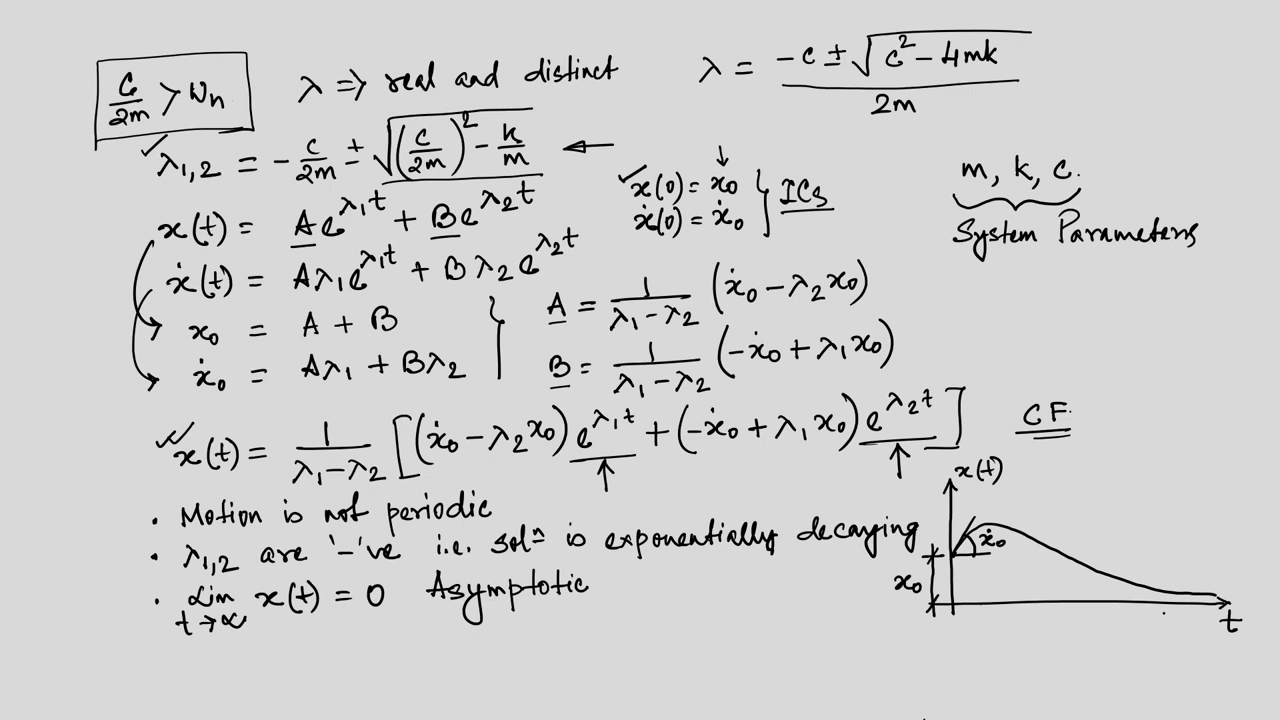 c/2m > ωn   λ => real and distinct   λ = (-c ± √(c² - 4mk)) / 2m
λ1,2 = - c/2m ± √((c/2m)² - k/m) ←
x(0) = x0
ẋ(0) = ẋ0 } ICs
m, k, c.
System Parameters
x(t) = Ae^λ1t + Be^λ2t
ẋ(t) = Aλ1e^λ1t + Bλ2e^λ2t
x0 = A + B
ẋ0 = Aλ1 + Bλ2
A = 1/(λ1-λ2) (ẋ0 - λ2x0)
B = 1/(λ1-λ2) (-ẋ0 + λ1x0)
x(t) = 1/(λ1-λ2) [(ẋ0 - λ2x0) e^λ1t + (-ẋ0 + λ1x0) e^λ2t]   CF.
• Motion is not periodic
• λ1,2 are '-'ve i.e. solⁿ is exponentially decaying
• Lim t→∞ x(t) = 0 Asymptotic
x(t)
ẋ0
x0
t